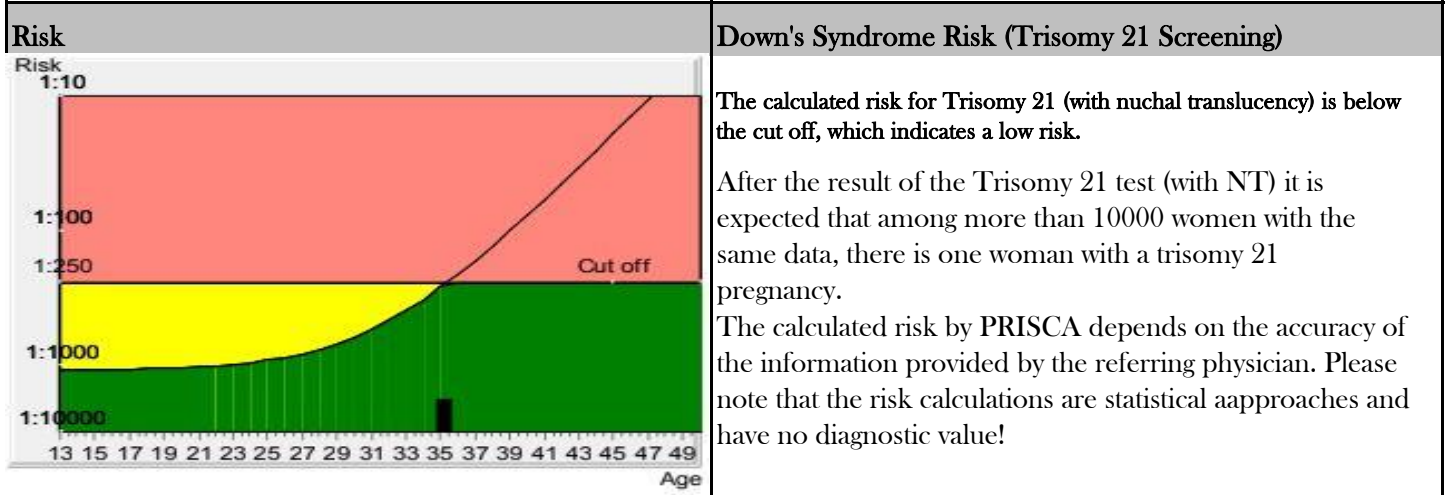 Risk
Risk
1:10
1:100
1:250
Cut off
1:1000
1:10000
13 15 17 19 21 23 25 27 29 31 33 35 37 39 41 43 45 47 49
Age
Down's Syndrome Risk (Trisomy 21 Screening)
The calculated risk for Trisomy 21 (with nuchal translucency) is below
the cut off, which indicates a low risk.
After the result of the Trisomy 21 test (with NT) it is
expected that among more than 10000 women with the
same data, there is one woman with a trisomy 21
pregnancy.
The calculated risk by PRISCA depends on the accuracy of
the information provided by the referring physician. Please
note that the risk calculations are statistical aapproaches and
have no diagnostic value!